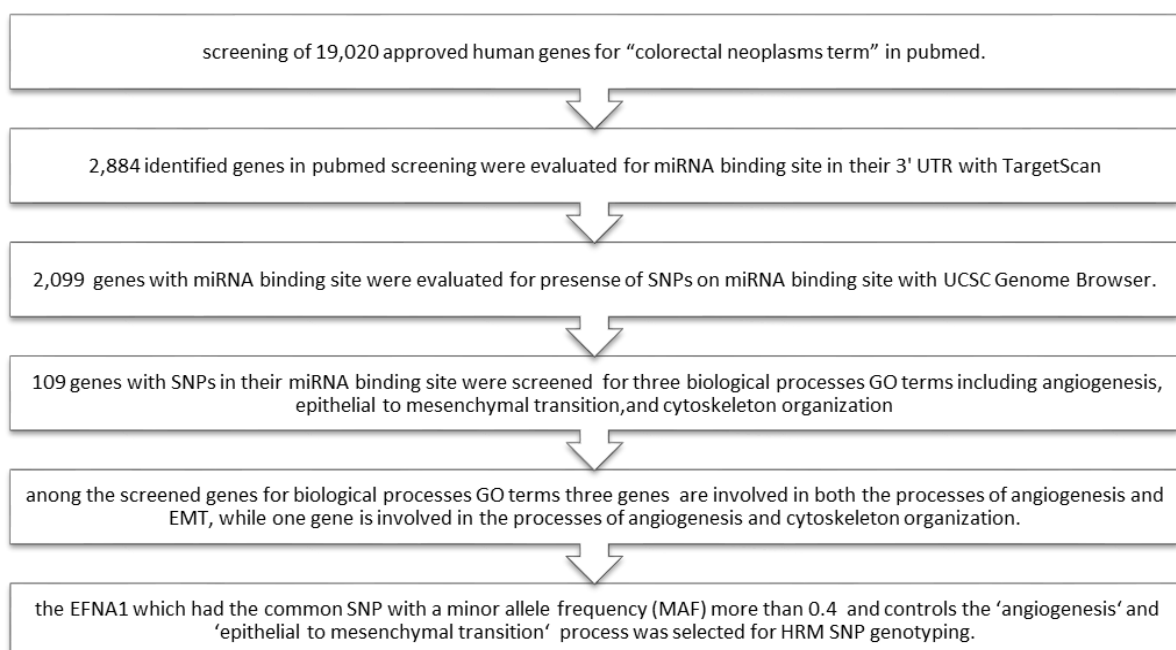 screening of 19,020 approved human genes for “colorectal neoplasms term” in pubmed.
2,884 identified genes in pubmed screening were evaluated for miRNA binding site in their 3' UTR with TargetScan
2,099 genes with miRNA binding site were evaluated for presense of SNPs on miRNA binding site with UCSC Genome Browser.
109 genes with SNPs in their miRNA binding site were screened for three biological processes GO terms including angiogenesis,
epithelial to mesenchymal transition,and cytoskeleton organization
among the screened genes for biological processes GO terms three genes are involved in both the processes of angiogenesis and
EMT, while one gene is involved in the processes of angiogenesis and cytoskeleton organization.
the EFNA1 which had the common SNP with a minor allele frequency (MAF) more than 0.4 and controls the ‘angiogenesis‘ and
‘epithelial to mesenchymal transition‘ process was selected for HRM SNP genotyping.